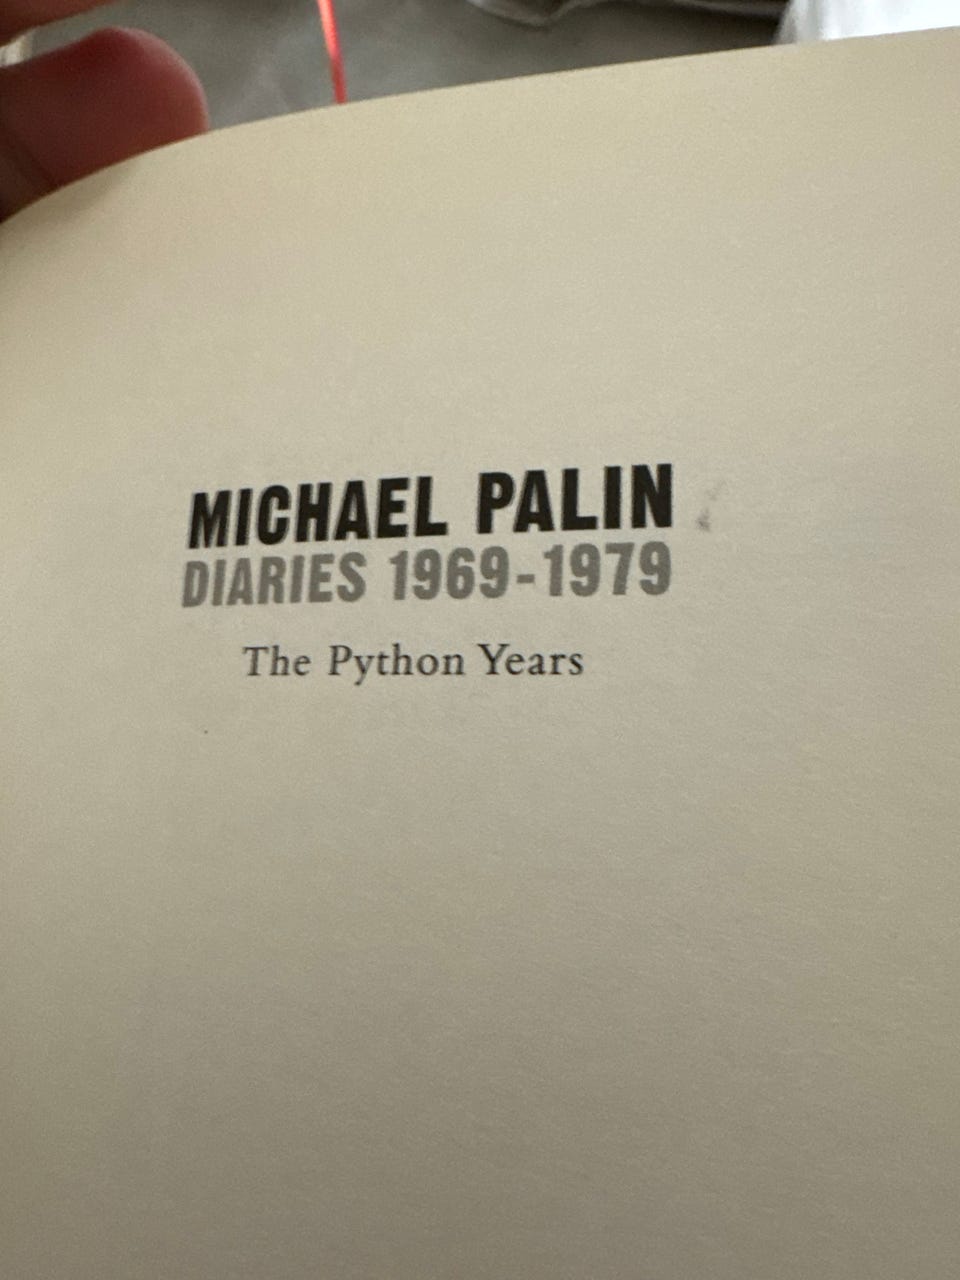 MICHAEL PALIN
DIARIES 1969-1979
The Python Years